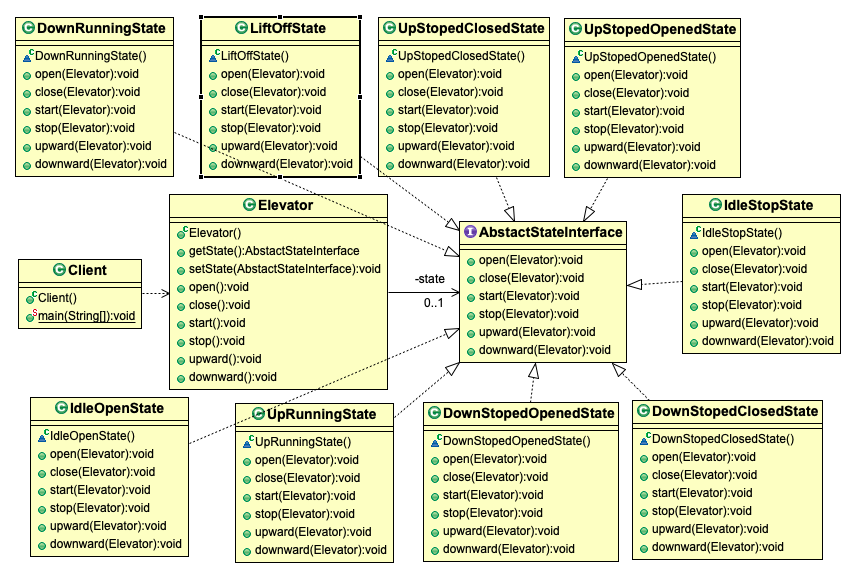 DownRunningState
DownRunningState()
open(Elevator):void
close(Elevator):void
start(Elevator):void
stop(Elevator):void
upward(Elevator):void
downward(Elevator):void
LiftOffState
LiftOffState()
open(Elevator):void
close(Elevator):void
start(Elevator):void
stop(Elevator):void
upward(Elevator):void
downward(Elevator):void
UpStopedClosedState
UpStopedClosedState()
open(Elevator):void
close(Elevator):void
start(Elevator):void
stop(Elevator):void
upward(Elevator):void
downward(Elevator):void
UpStopedOpenedState
UpStopedOpenedState()
open(Elevator):void
close(Elevator):void
start(Elevator):void
stop(Elevator):void
upward(Elevator):void
downward(Elevator):void
Client
Client()
main(String[]):void
Elevator
Elevator()
getState():AbstactStateInterface
setState(AbstactStateInterface):void
open():void
close():void
start():void
stop():void
upward():void
downward():void
-state
0..1
AbstactStateInterface
open(Elevator):void
close(Elevator):void
start(Elevator):void
stop(Elevator):void
upward(Elevator):void
downward(Elevator):void
IdleStopState
IdleStopState()
open(Elevator):void
close(Elevator):void
start(Elevator):void
stop(Elevator):void
upward(Elevator):void
downward(Elevator):void
IdleOpenState
IdleOpenState()
open(Elevator):void
close(Elevator):void
start(Elevator):void
stop(Elevator):void
upward(Elevator):void
downward(Elevator):void
UpRunningState
UpRunningState()
open(Elevator):void
close(Elevator):void
start(Elevator):void
stop(Elevator):void
upward(Elevator):void
downward(Elevator):void
DownStopedOpenedState
DownStopedOpenedState()
open(Elevator):void
close(Elevator):void
start(Elevator):void
stop(Elevator):void
upward(Elevator):void
downward(Elevator):void
DownStopedClosedState
DownStopedClosedState()
open(Elevator):void
close(Elevator):void
start(Elevator):void
stop(Elevator):void
upward(Elevator):void
downward(Elevator):void